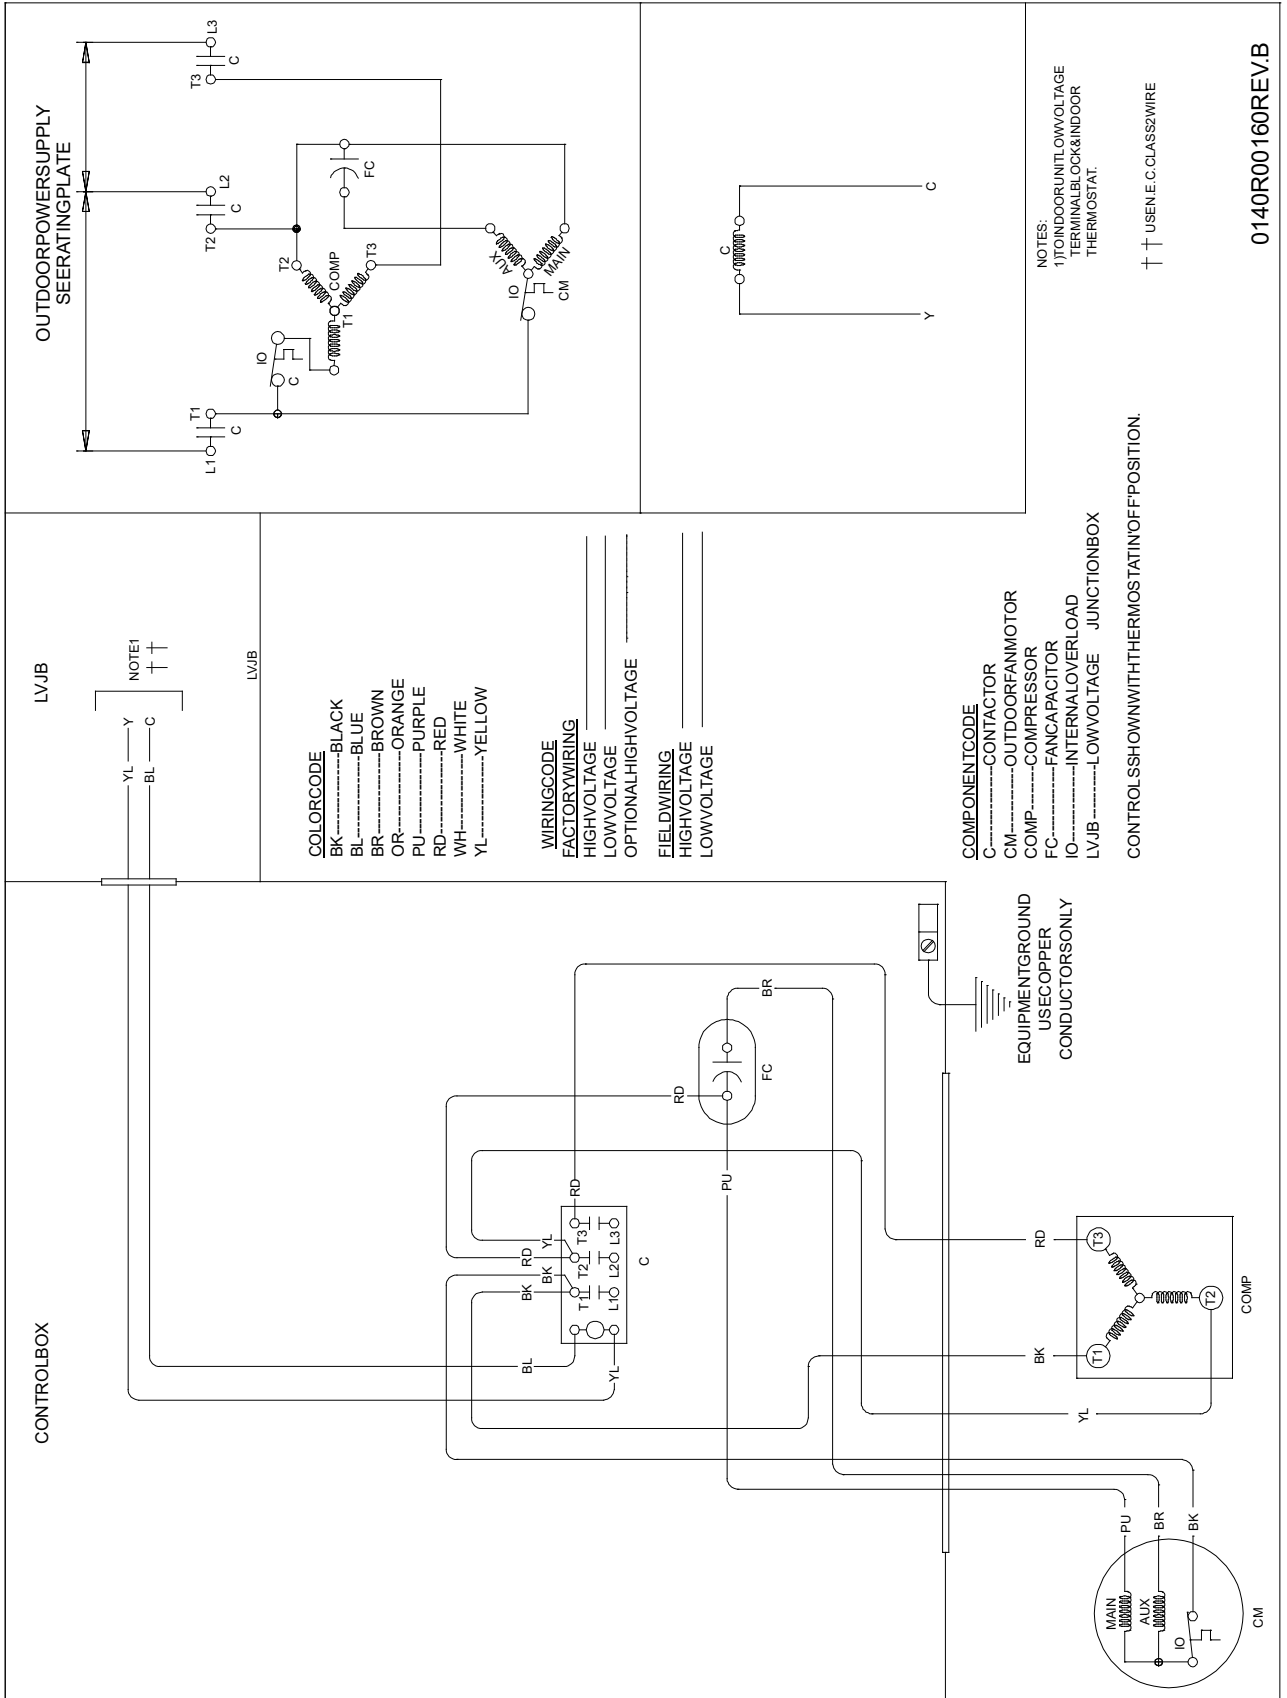 CONTROLBOX
LVJB
OUTDOORPOWERSUPPLY
SEERATINGPLATE
YL
Y
BL
C
NOTE1
††
LVJB
L1
T1
C
T2
L2
C
T3
L3
C
IO
C
T1
T2
COMP
T3
FC
AUX
MAIN
IO
CM
C
Y
C
COLORCODE
BK-----------BLACK
BL-----------BLUE
BR-----------BROWN
OR-----------ORANGE
PU-----------PURPLE
RD-----------RED
WH-----------WHITE
YL-----------YELLOW
WIRINGCODE
FACTORYWIRING
HIGHVOLTAGE
LOWVOLTAGE
OPTIONALHIGHVOLTAGE
FIELDWIRING
HIGHVOLTAGE
LOWVOLTAGE
COMPONENTCODE
C-----------CONTACTOR
CM---------OUTDOORFANMOTOR
COMP------COMPRESSOR
FC-----------FANCAPACITOR
IO-----------INTERNALOVERLOAD
LVJB--------LOWVOLTAGE JUNCTIONBOX
CONTROLSSHOWNWITHTHERMOSTATIN'OFF'POSITION.
NOTES:
1)TOINDOORUNITLOWVOLTAGE
TERMINALBLOCK&INDOOR
THERMOSTAT.
†† USEN.E.C.CLASS2WIRE
0140R00160REV.B
BL
YL
BK
BK
RD
YL
RD
T1
T2
T3
L1
L2
L3
C
RD
BR
PU
FC
EQUIPMENTGROUND
USECOPPER
CONDUCTORSONLY
YL
BK
RD
T1
T2
T3
COMP
PU
BR
BK
MAIN
AUX
IO
CM